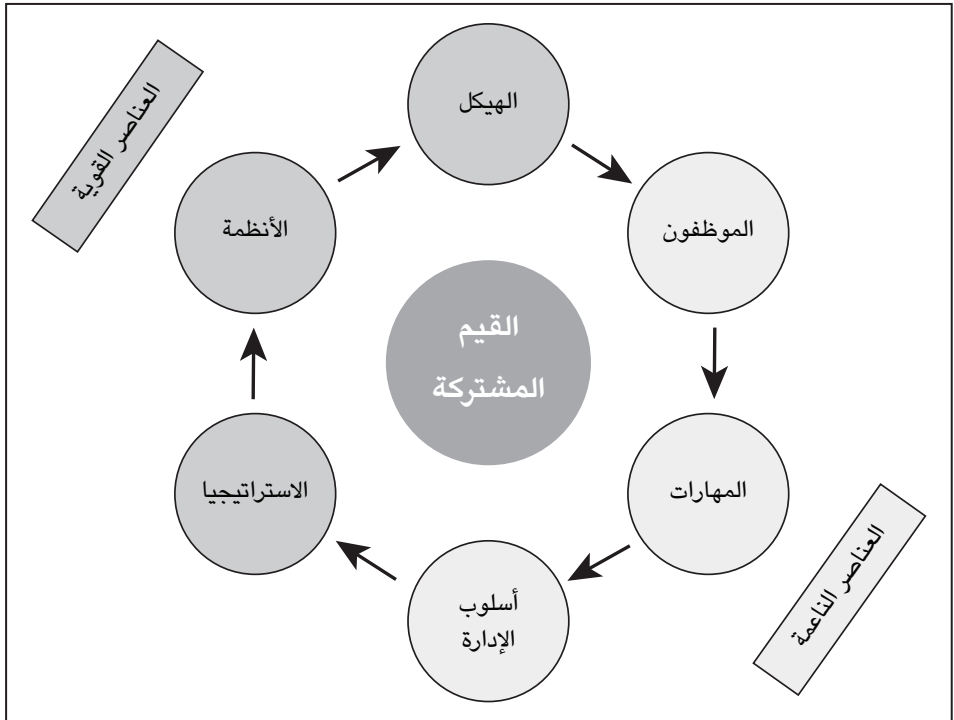 العناصر القوية
الهيكل
الأنظمة
الموظفون
القيم
المشتركة
الاستراتيجيا
المهارات
أسلوب
الإدارة
العناصر الناعمة